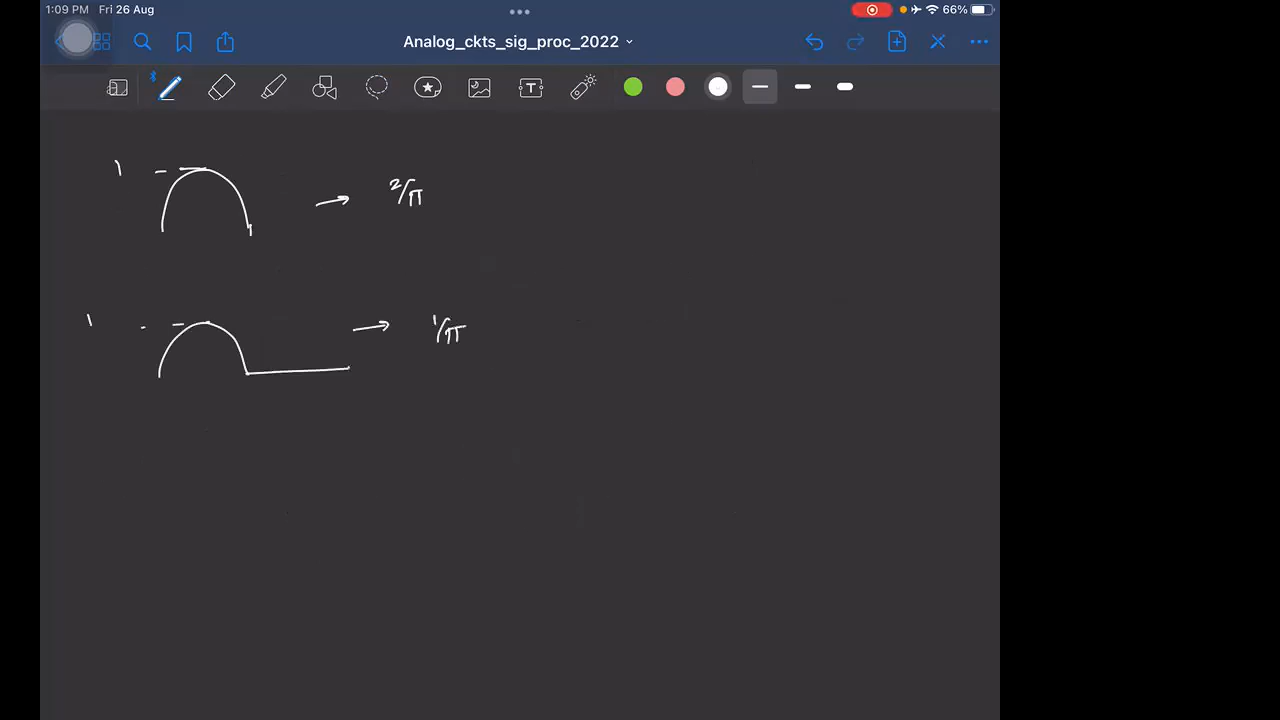 1:09 PM Fri 26 Aug 66%
Analog_ckts_sig_proc_2022
T
1 → 2/π
1 → 1/π